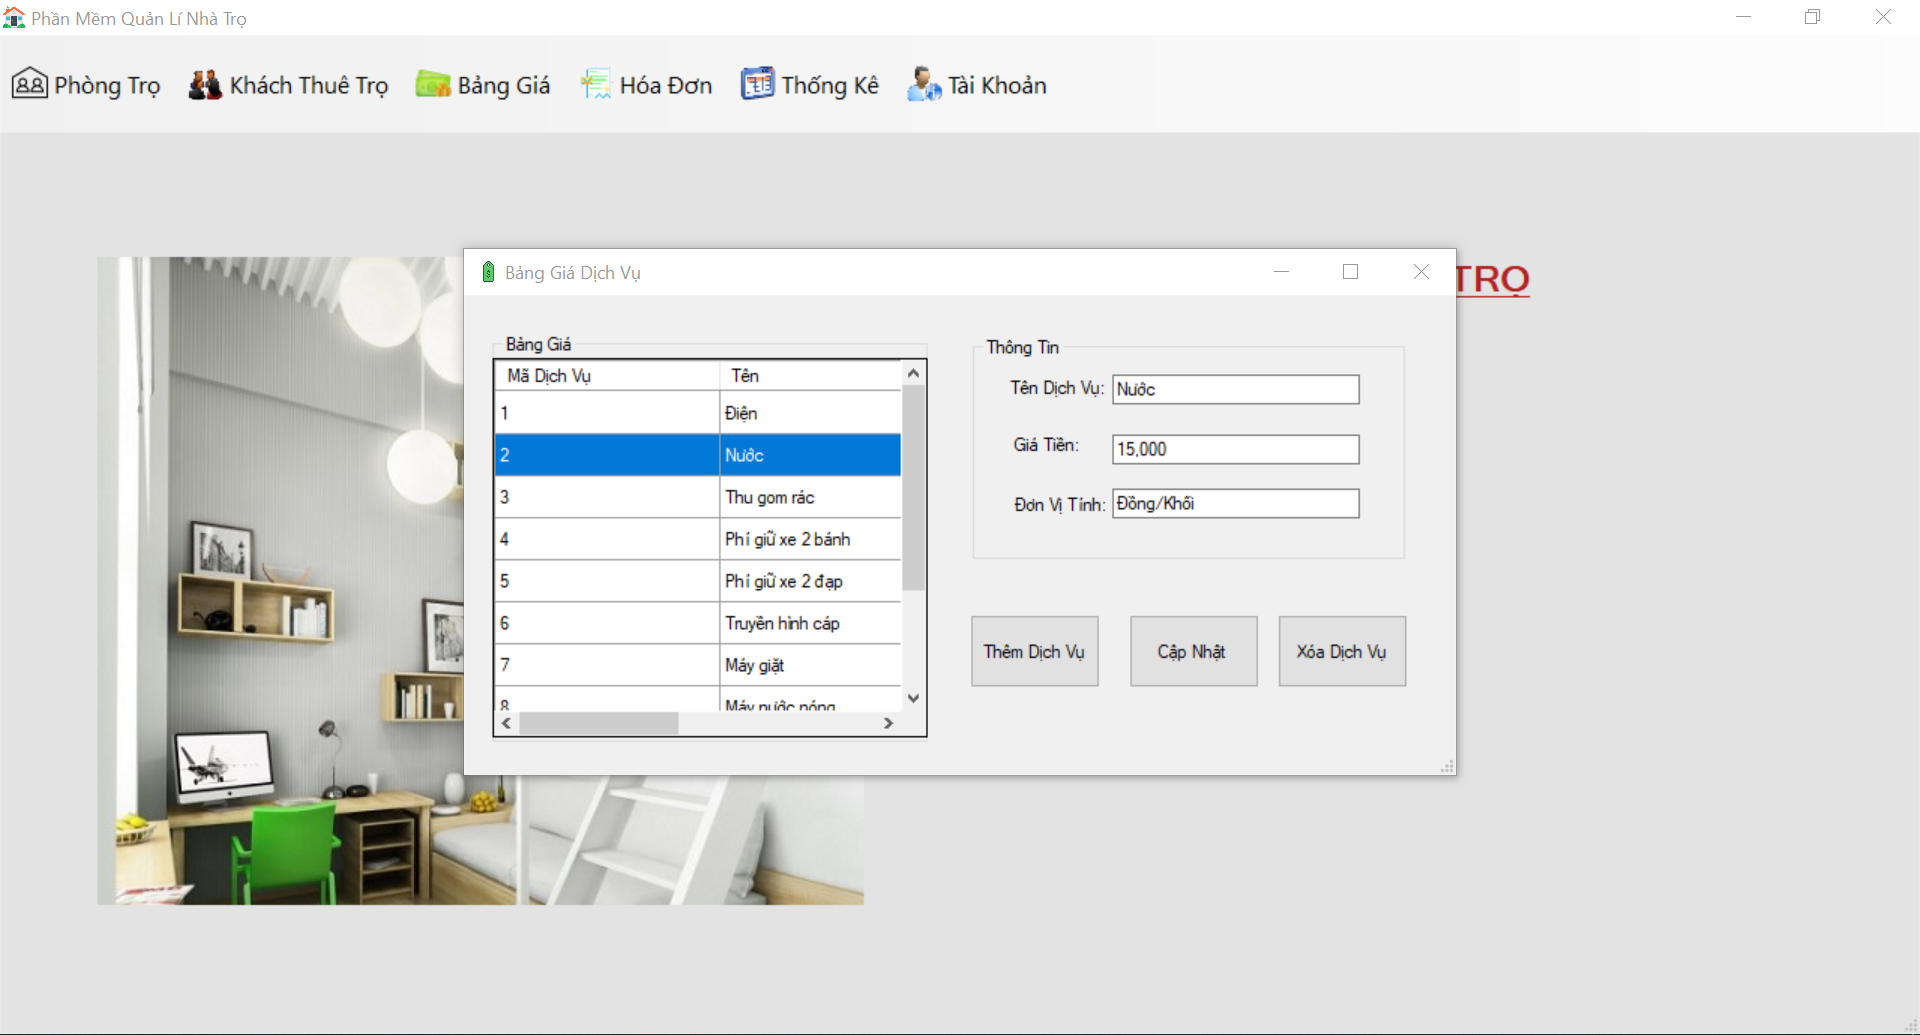 Phần Mềm Quản Lí Nhà Trọ
Phòng Trọ Khách Thuê Trọ Bảng Giá Hóa Đơn Thống Kê Tài Khoản
TRỌ
Bảng Giá Dịch Vụ
Bảng Giá
Mã Dịch Vụ Tên
1 Điện
2 Nước
3 Thu gom rác
4 Phí giữ xe 2 bánh
5 Phí giữ xe 2 đạp
6 Truyền hình cáp
7 Máy giặt
8 Máy nước nóng
Thông Tin
Tên Dịch Vụ: Nước
Giá Tiền: 15,000
Đơn Vị Tính: Đồng/Khối
Thêm Dịch Vụ Cập Nhật Xóa Dịch Vụ